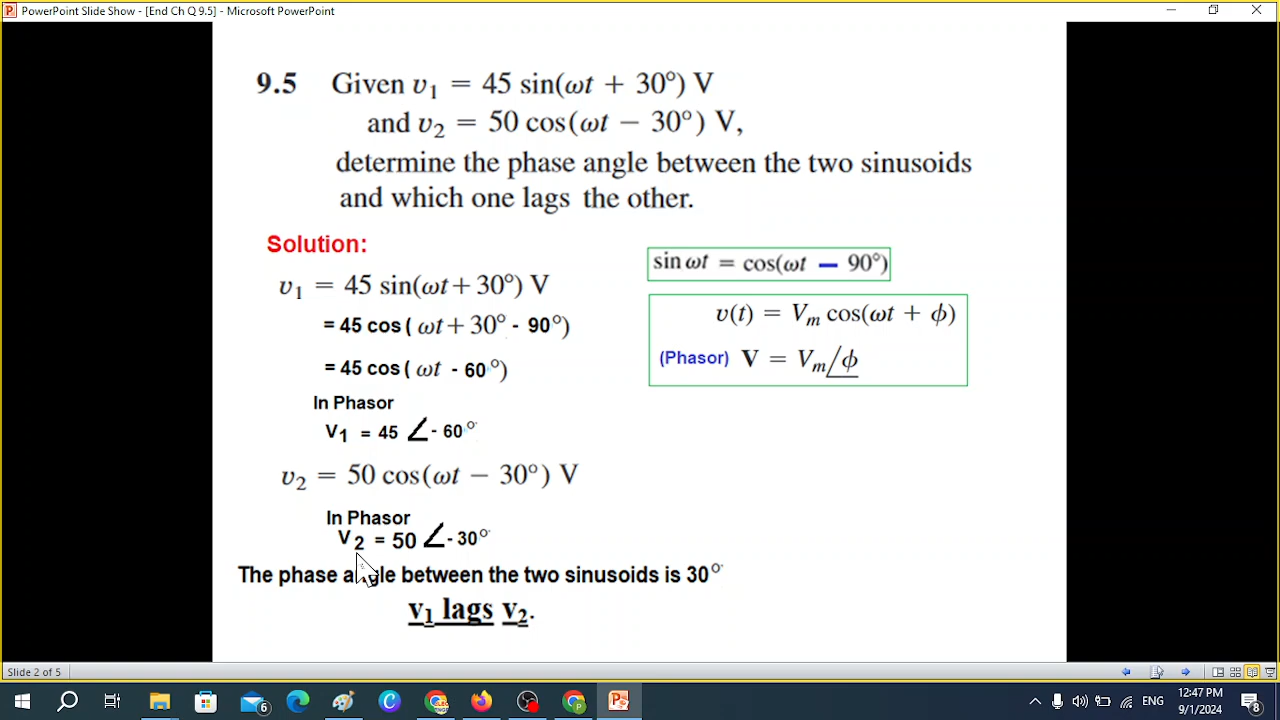 PowerPoint Slide Show - [End Ch Q 9.5] - Microsoft PowerPoint
9.5 Given v₁ = 45 sin(ωt + 30°) V
and v₂ = 50 cos(ωt − 30°) V,
determine the phase angle between the two sinusoids
and which one lags the other.
Solution:
v₁ = 45 sin(ωt + 30°) V
= 45 cos ( ωt + 30° - 90°)
= 45 cos ( ωt - 60°)
In Phasor
V₁ = 45 ∠- 60°
v₂ = 50 cos(ωt − 30°) V
In Phasor
V₂ = 50 ∠- 30°
The phase angle between the two sinusoids is 30°
v₁ lags v₂.
sin ωt = cos(ωt − 90°)
v(t) = Vₘ cos(ωt + ϕ)
(Phasor) V = Vₘ∠ϕ
Slide 2 of 5
6
ENG
12:47 PM
9/1/2024
8